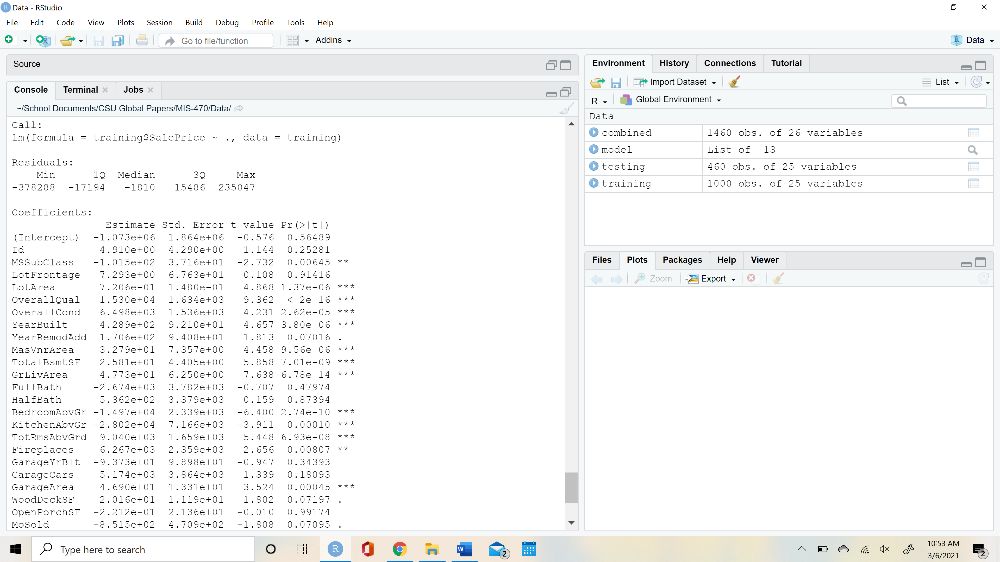 Data - RStudio
File Edit Code View Plots Session Build Debug Profile Tools Help
Go to file/function Addins Data
Source
Console Terminal Jobs
~/School Documents/CSU Global Papers/MIS-470/Data/
Call:
lm(formula = training$SalePrice ~ ., data = training)
Residuals:
Min 1Q Median 3Q Max
-378288 -17194 -1810 15486 235047
Coefficients:
Estimate Std. Error t value Pr(>|t|)
(Intercept) -1.073e+06 1.864e+06 -0.576 0.56489
Id 4.910e+00 4.290e+00 1.144 0.25281
MSSubClass -1.015e+02 3.716e+01 -2.732 0.00645 **
LotFrontage -7.293e+00 6.763e+01 -0.108 0.91416
LotArea 7.206e-01 1.480e-01 4.868 1.37e-06 ***
OverallQual 1.530e+04 1.634e+03 9.362 < 2e-16 ***
OverallCond 6.498e+03 1.536e+03 4.231 2.62e-05 ***
YearBuilt 4.289e+02 9.210e+01 4.657 3.80e-06 ***
YearRemodAdd 1.706e+02 9.408e+01 1.813 0.07016 .
MasVnrArea 3.279e+01 7.357e+00 4.458 9.56e-06 ***
TotalBsmtSF 2.581e+01 4.405e+00 5.858 7.01e-09 ***
GrLivArea 4.773e+01 6.250e+00 7.638 6.78e-14 ***
FullBath -2.674e+03 3.782e+03 -0.707 0.47974
HalfBath 5.362e+02 3.379e+03 0.159 0.87394
BedroomAbvGr -1.497e+04 2.339e+03 -6.400 2.74e-10 ***
KitchenAbvGr -2.802e+04 7.166e+03 -3.911 0.00010 ***
TotRmsAbvGrd 9.040e+03 1.659e+03 5.448 6.93e-08 ***
Fireplaces 6.267e+03 2.359e+03 2.656 0.00807 **
GarageYrBlt -9.373e+01 9.898e+01 -0.947 0.34393
GarageCars 5.174e+03 3.864e+03 1.339 0.18093
GarageArea 4.690e+01 1.331e+01 3.524 0.00045 ***
WoodDeckSF 2.016e+01 1.119e+01 1.802 0.07197 .
OpenPorchSF -2.212e-01 2.136e+01 -0.010 0.99174
MoSold -8.515e+02 4.709e+02 -1.808 0.07095 .
Environment History Connections Tutorial
Import Dataset List
R Global Environment
Data
combined 1460 obs. of 26 variables
model List of 13
testing 460 obs. of 25 variables
training 1000 obs. of 25 variables
Files Plots Packages Help Viewer
Zoom Export
Type here to search
R
W
2
10:53 AM
3/6/2021
2